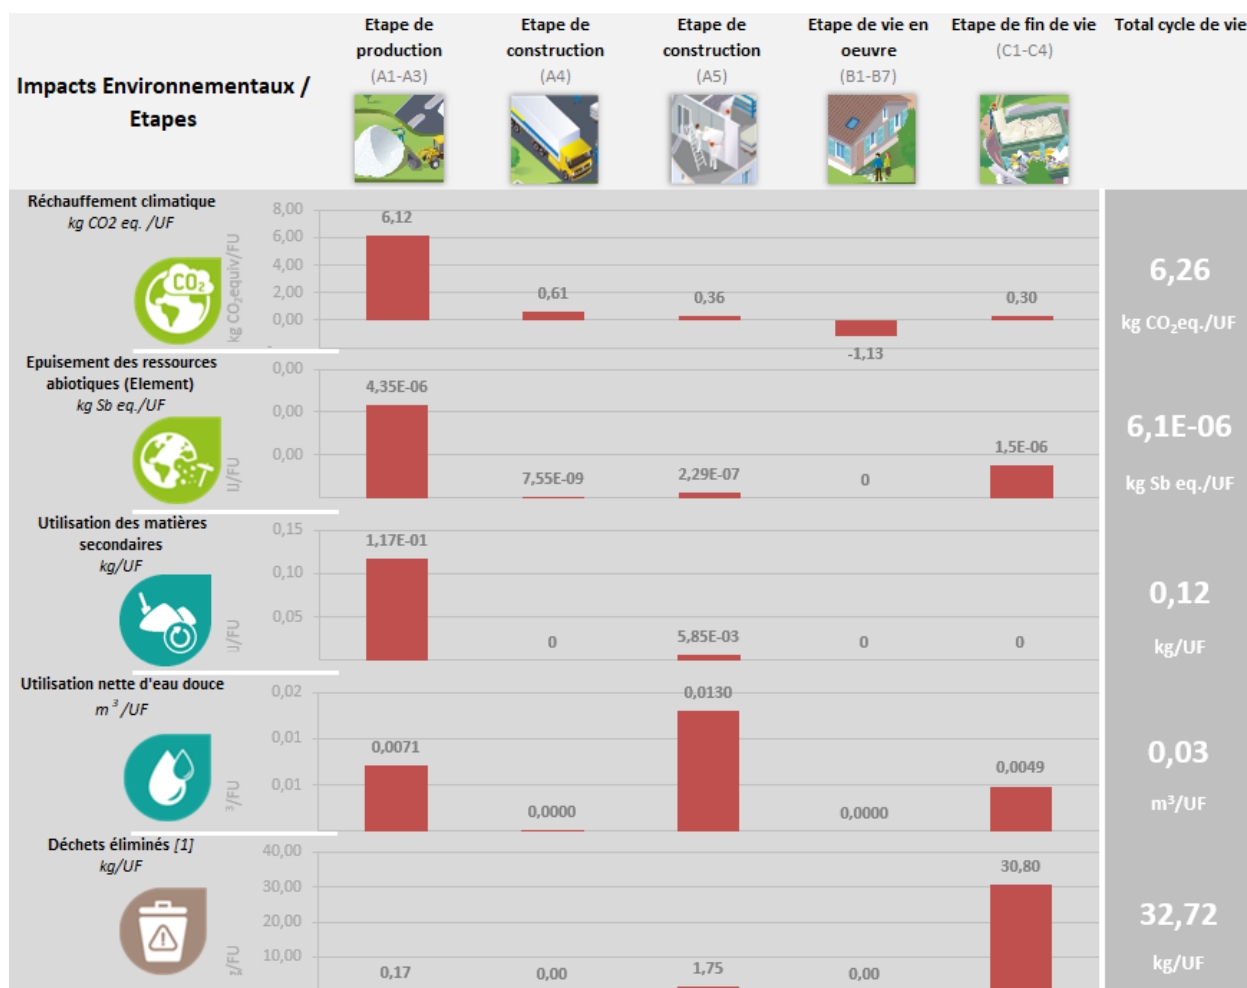 Etape de production (A1-A3)
Etape de construction (A4)
Etape de construction (A5)
Etape de vie en oeuvre (B1-B7)
Etape de fin de vie (C1-C4)
Total cycle de vie
Impacts Environnementaux /
Etapes
Réchauffement climatique
kg CO2 eq. /UF
CO2
kg CO2equiv/FU
8,00
6,00
4,00
2,00
0,00
-
6,12
0,61
0,36
-1,13
0,30
6,26
kg CO2eq./UF
Epuisement des ressources
abiotiques (Element)
kg Sb eq./UF
0,00
0,00
0,00
4,35E-06
7,55E-09
2,29E-07
0
1,5E-06
6,1E-06
kg Sb eq./UF
Utilisation des matières
secondaires
kg/UF
/FU
0,15
0,10
0,05
1,17E-01
0
5,85E-03
0
0
0,12
kg/UF
Utilisation nette d'eau douce
m 3 /UF
3/FU
0,02
0,01
0,01
0,0071
0,0000
0,0130
0,0000
0,0049
0,03
m3/UF
Déchets éliminés [1]
kg/UF
/FU
40,00
30,00
20,00
10,00
0,17
0,00
1,75
0,00
30,80
32,72
kg/UF